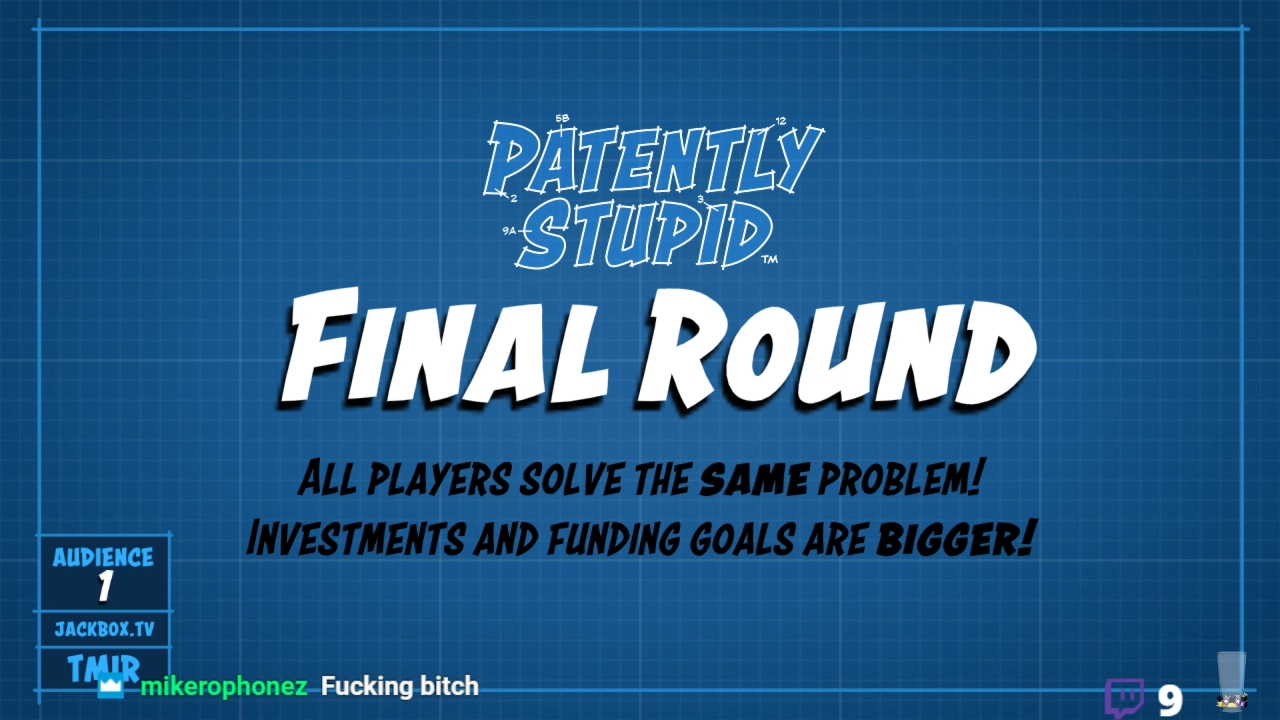 5B
12
PATENTLY
2
3
9A
STUPID
TM
FINAL ROUND
ALL PLAYERS SOLVE THE SAME PROBLEM!
INVESTMENTS AND FUNDING GOALS ARE BIGGER!
AUDIENCE
1
JACKBOX.TV
TMIR
mikerophonez Fucking bitch
9